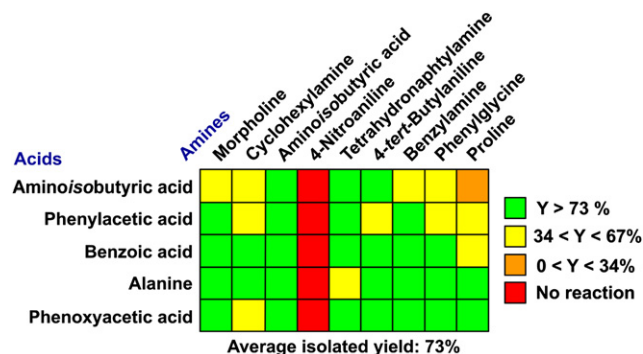 Amines
Morpholine
Cyclohexylamine
Aminoisobutyric acid
4-Nitroaniline
Tetrahydronaphtylamine
4-tert-Butylaniline
Benzylamine
Phenylglycine
Proline
Acids
Aminoisobutyric acid
Phenylacetic acid
Benzoic acid
Alanine
Phenoxyacetic acid
Y > 73 %
34 < Y < 67%
0 < Y < 34%
No reaction
Average isolated yield: 73%